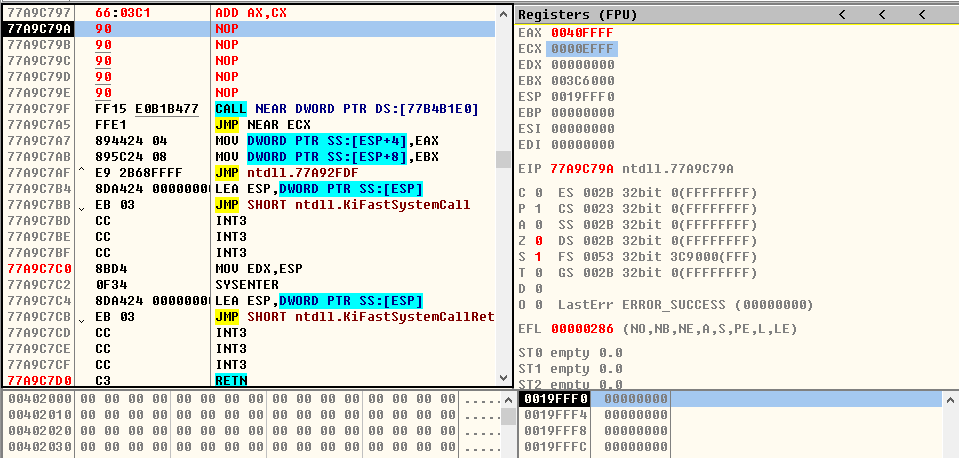 77A9C797 66:03C1 ADD AX,CX
77A9C79A 90 NOP
77A9C79B 90 NOP
77A9C79C 90 NOP
77A9C79D 90 NOP
77A9C79E 90 NOP
77A9C79F FF15 E0B1B477 CALL NEAR DWORD PTR DS:[77B4B1E0]
77A9C7A5 FFE1 JMP NEAR ECX
77A9C7A7 894424 04 MOV DWORD PTR SS:[ESP+4],EAX
77A9C7AB 895C24 08 MOV DWORD PTR SS:[ESP+8],EBX
77A9C7AF ^ E9 2B68FFFF JMP ntdll.77A92FDF
77A9C7B4 8DA424 0000000 LEA ESP,DWORD PTR SS:[ESP]
77A9C7BB EB 03 JMP SHORT ntdll.KiFastSystemCall
77A9C7BD CC INT3
77A9C7BE CC INT3
77A9C7BF CC INT3
77A9C7C0 8BD4 MOV EDX,ESP
77A9C7C2 0F34 SYSENTER
77A9C7C4 8DA424 0000000 LEA ESP,DWORD PTR SS:[ESP]
77A9C7CB EB 03 JMP SHORT ntdll.KiFastSystemCallRet
77A9C7CD CC INT3
77A9C7CE CC INT3
77A9C7CF CC INT3
77A9C7D0 C3 RETN
Registers (FPU) < < <
EAX 0040FFFF
ECX 0000EFFF
EDX 00000000
EBX 003C6000
ESP 0019FFF0
EBP 00000000
ESI 00000000
EDI 00000000
EIP 77A9C79A ntdll.77A9C79A
C 0 ES 002B 32bit 0(FFFFFFFF)
P 1 CS 0023 32bit 0(FFFFFFFF)
A 0 SS 002B 32bit 0(FFFFFFFF)
Z 0 DS 002B 32bit 0(FFFFFFFF)
S 1 FS 0053 32bit 3C9000(FFF)
T 0 GS 002B 32bit 0(FFFFFFFF)
D 0
O 0 LastErr ERROR_SUCCESS (00000000)
EFL 00000286 (NO,NB,NE,A,S,PE,L,LE)
ST0 empty 0.0
ST1 empty 0.0
ST2 empty 0.0
00402000 00 00 00 00 00 00 00 00 00 00 00 00 00 00 00 00 .....
00402010 00 00 00 00 00 00 00 00 00 00 00 00 00 00 00 00 .....
00402020 00 00 00 00 00 00 00 00 00 00 00 00 00 00 00 00 .....
00402030 00 00 00 00 00 00 00 00 00 00 00 00 00 00 00 00 .....
0019FFF0 00000000
0019FFF4 00000000
0019FFF8 00000000
0019FFFC 00000000